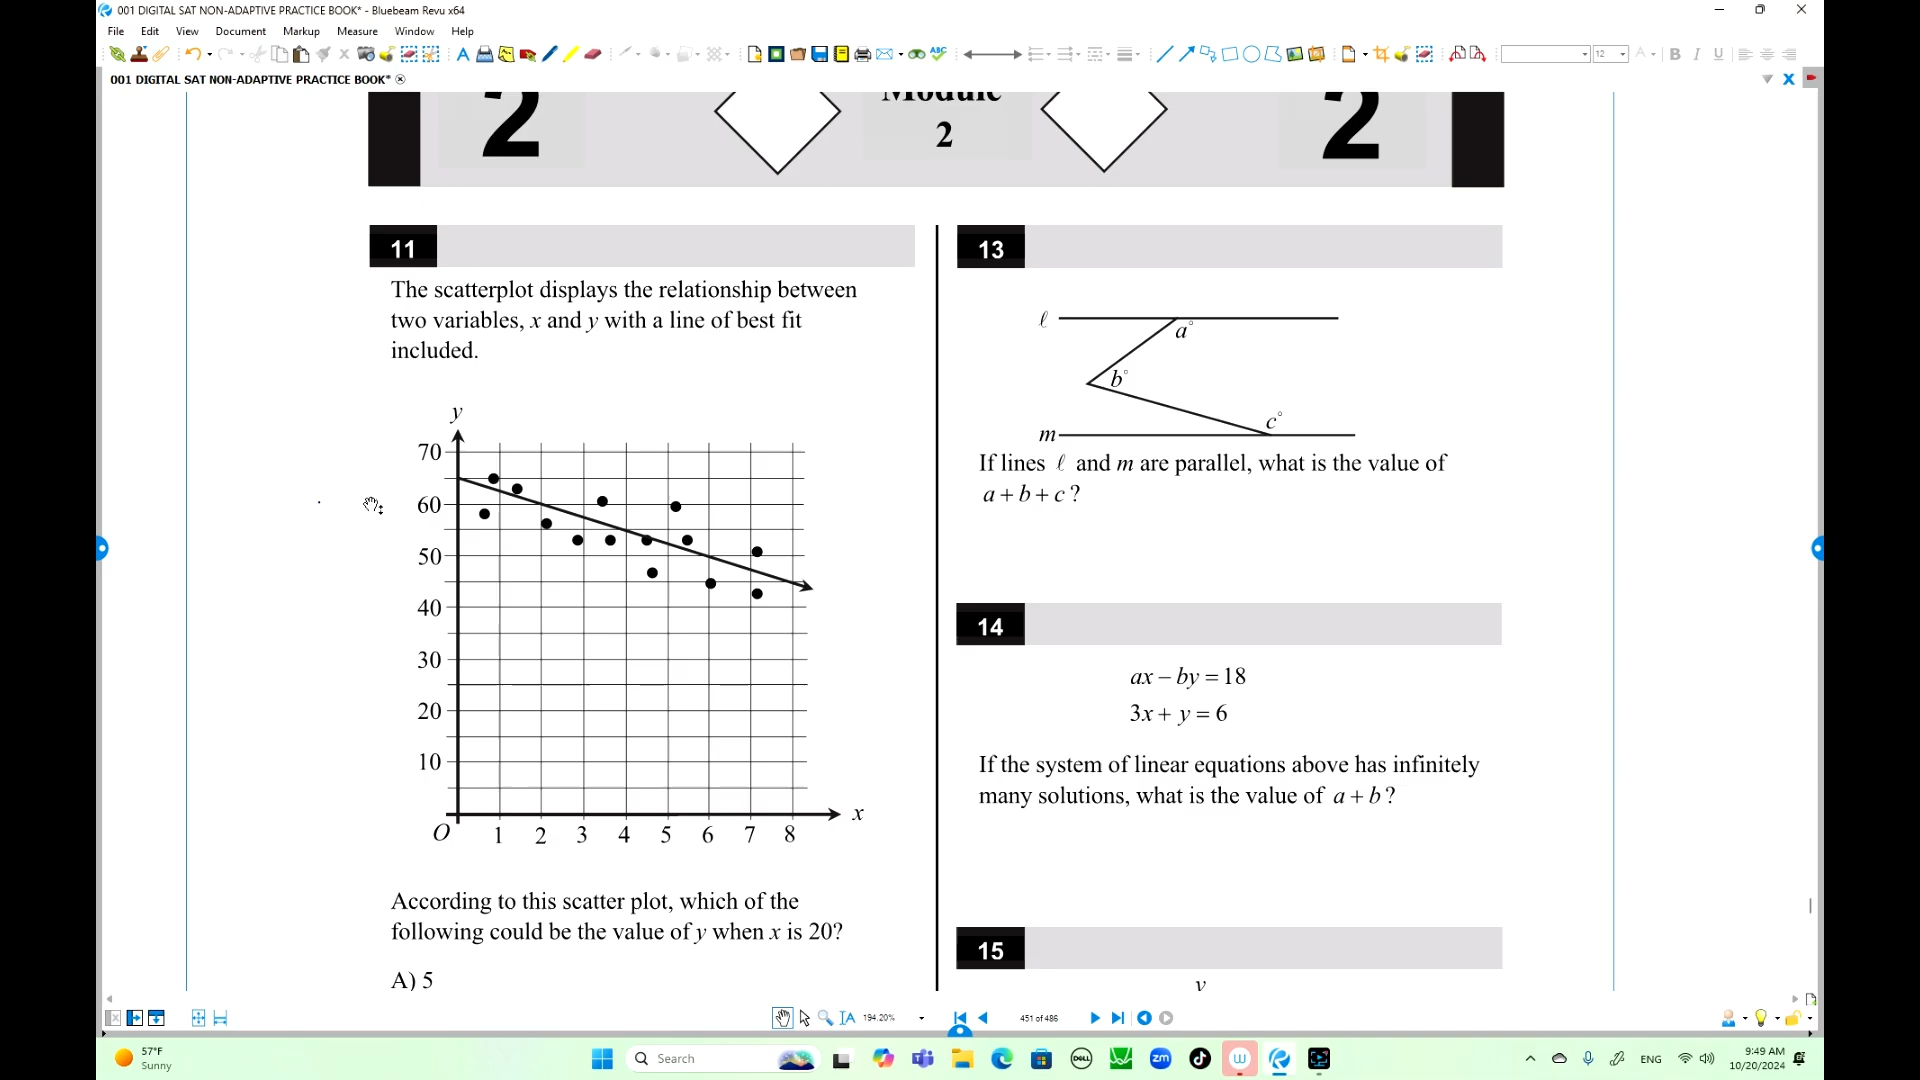 001 DIGITAL SAT NON-ADAPTIVE PRACTICE BOOK* - Bluebeam Revu x64
File Edit View Document Markup Measure Window Help
12
001 DIGITAL SAT NON-ADAPTIVE PRACTICE BOOK*
2
Module
2
2
11
The scatterplot displays the relationship between
two variables, x and y with a line of best fit
included.
y
70
60
50
40
30
20
10
O 1 2 3 4 5 6 7 8
x
According to this scatter plot, which of the
following could be the value of y when x is 20?
A) 5
13
ℓ
a°
b°
c°
m
If lines ℓ and m are parallel, what is the value of
a + b + c ?
14
ax − by = 18
3x + y = 6
If the system of linear equations above has infinitely
many solutions, what is the value of a + b ?
15
y
194.20%
451 of 486
57°F
Sunny
Search
DELL
zm
ENG
9:49 AM
10/20/2024